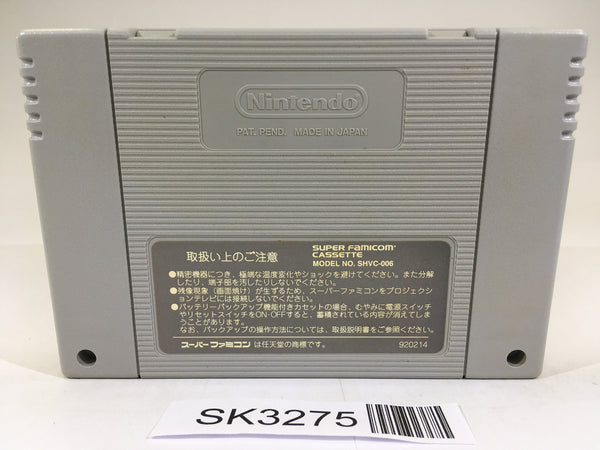 Nintendo
PAT. PEND. MADE IN JAPAN
取扱い上のご注意
SUPER FAMICOM
CASSETTE
MODEL NO. SHVC-006
●精密機器につき、極端な温度変化やショックを避けてください。また分解
したり、端子部を汚したりしないでください。
●残像現象（画面焼け）が生ずるため、スーパーファミコンをプロジェクシ
ョンテレビには接続しないでください。
●バッテリーバックアップ機能付きカセットの場合、むやみに電源スイッチ
やリセットスイッチをON・OFFすると、蓄積されている内容が消えてしま
うことがあります。
なお、バックアップの操作方法については、取扱説明書をご参照ください。
スーパーファミコン は任天堂の商標です。 920214
SK3275